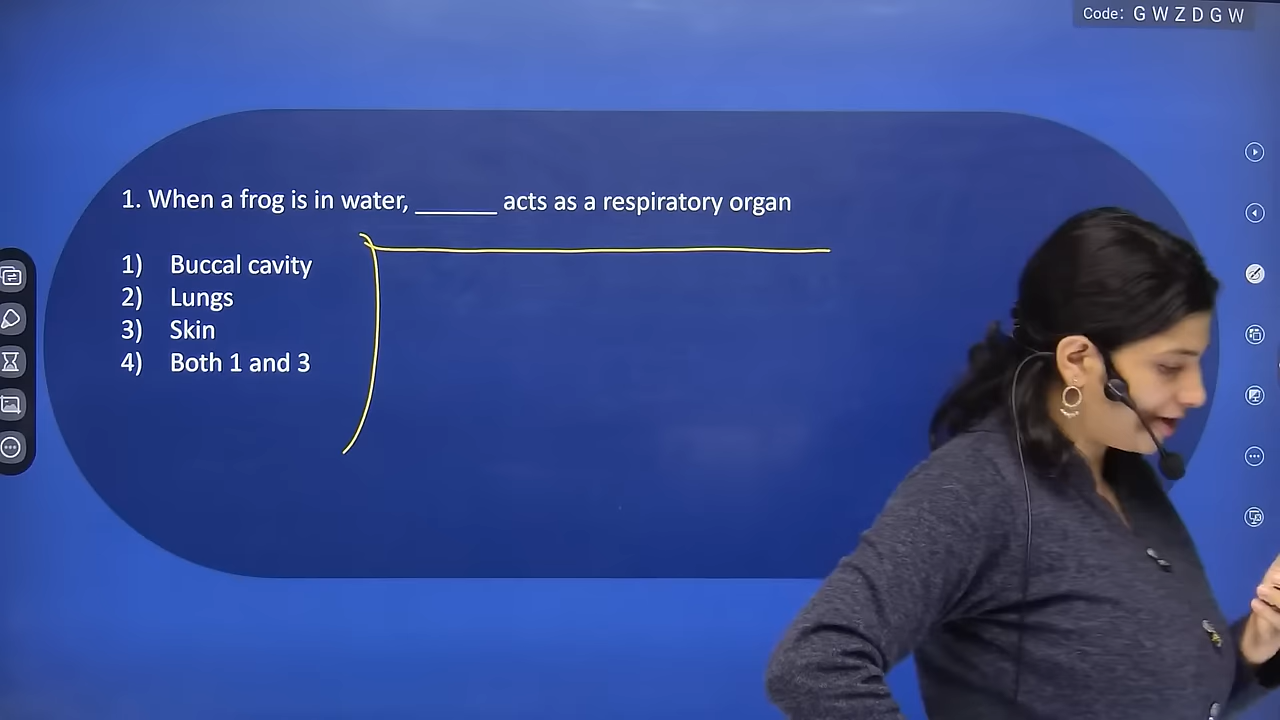 Code: G W Z D G W
1. When a frog is in water, ______ acts as a respiratory organ
1) Buccal cavity
2) Lungs
3) Skin
4) Both 1 and 3